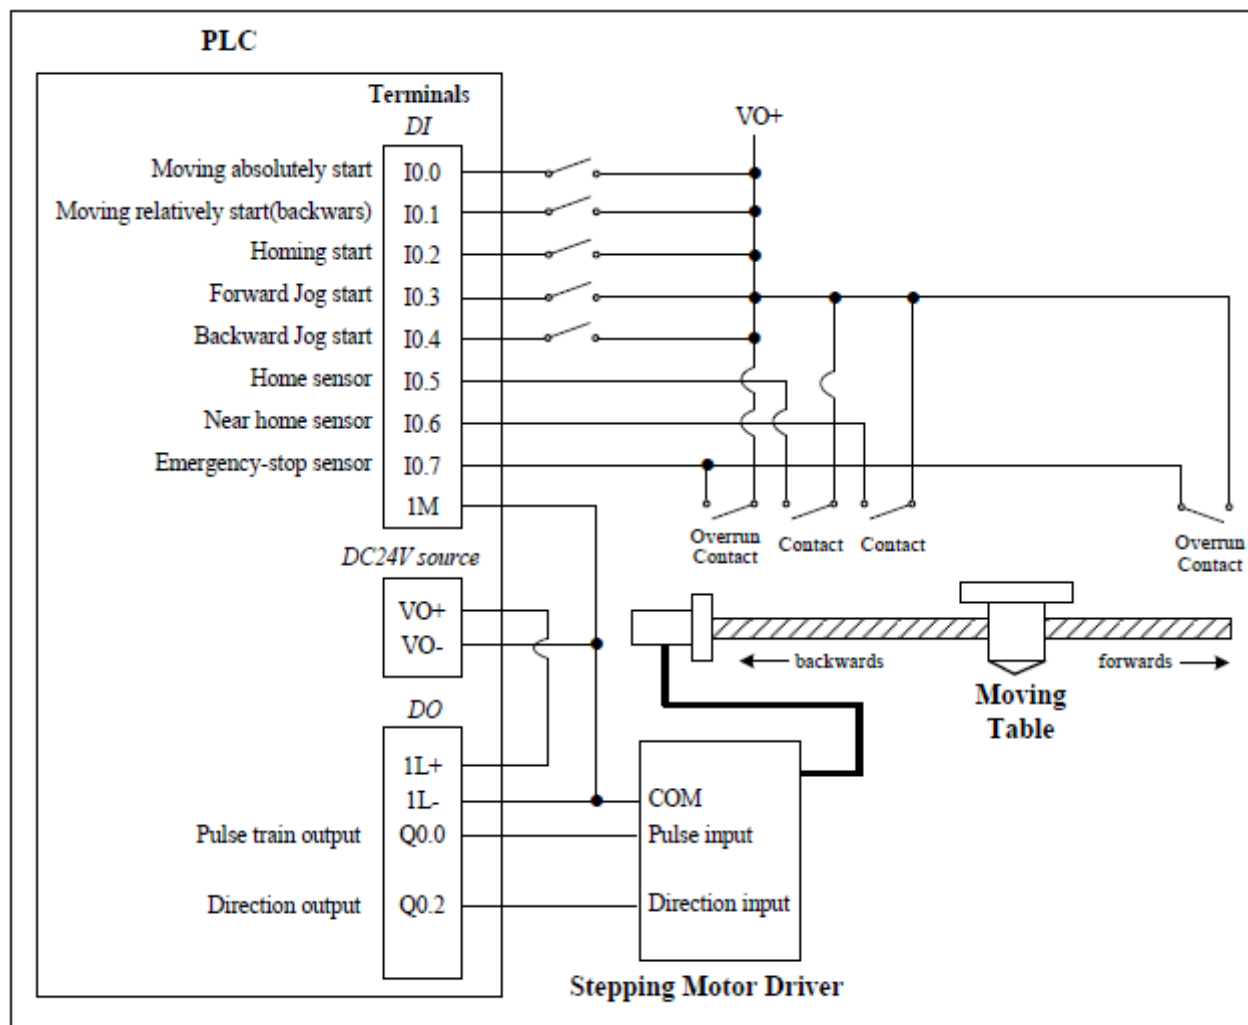 PLC
Terminals
DI
VO+
Moving absolutely start I0.0
Moving relatively start(backwars) I0.1
Homing start I0.2
Forward Jog start I0.3
Backward Jog start I0.4
Home sensor I0.5
Near home sensor I0.6
Emergency-stop sensor I0.7
1M
Overrun
Contact
Contact
Contact
Overrun
Contact
DC24V source
VO+
VO-
backwards
forwards
Moving
Table
DO
1L+
1L-
COM
Pulse train output Q0.0
Pulse input
Direction output Q0.2
Direction input
Stepping Motor Driver